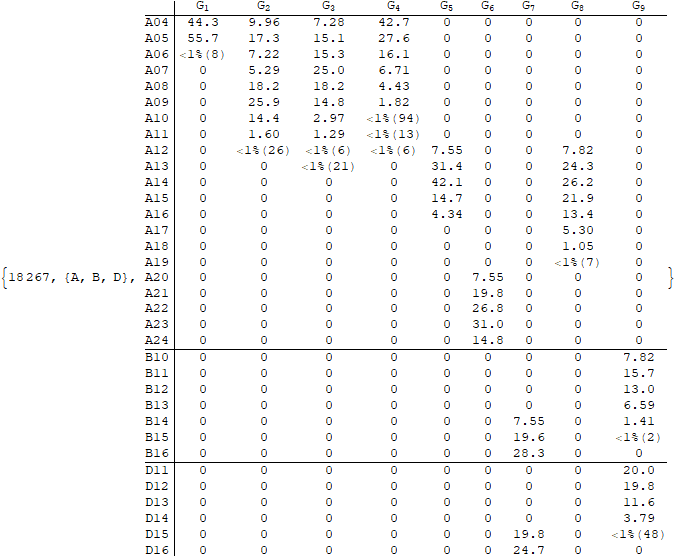 G1 G2 G3 G4 G5 G6 G7 G8 G9
A04 44.3 9.96 7.28 42.7 0 0 0 0 0
A05 55.7 17.3 15.1 27.6 0 0 0 0 0
A06 <1%(8) 7.22 15.3 16.1 0 0 0 0 0
A07 0 5.29 25.0 6.71 0 0 0 0 0
A08 0 18.2 18.2 4.43 0 0 0 0 0
A09 0 25.9 14.8 1.82 0 0 0 0 0
A10 0 14.4 2.97 <1%(94) 0 0 0 0 0
A11 0 1.60 1.29 <1%(13) 0 0 0 0 0
A12 0 <1%(26) <1%(6) <1%(6) 7.55 0 0 7.82 0
A13 0 0 <1%(21) 0 31.4 0 0 24.3 0
A14 0 0 0 0 42.1 0 0 26.2 0
A15 0 0 0 0 14.7 0 0 21.9 0
A16 0 0 0 0 4.34 0 0 13.4 0
A17 0 0 0 0 0 0 0 5.30 0
A18 0 0 0 0 0 0 0 1.05 0
A19 0 0 0 0 0 0 0 <1%(7) 0
{18267, {A, B, D}, A20 0 0 0 0 0 7.55 0 0 0 }
A21 0 0 0 0 0 19.8 0 0 0
A22 0 0 0 0 0 26.8 0 0 0
A23 0 0 0 0 0 31.0 0 0 0
A24 0 0 0 0 0 14.8 0 0 0
B10 0 0 0 0 0 0 0 0 7.82
B11 0 0 0 0 0 0 0 0 15.7
B12 0 0 0 0 0 0 0 0 13.0
B13 0 0 0 0 0 0 0 0 6.59
B14 0 0 0 0 0 0 7.55 0 1.41
B15 0 0 0 0 0 0 19.6 0 <1%(2)
B16 0 0 0 0 0 0 28.3 0 0
D11 0 0 0 0 0 0 0 0 20.0
D12 0 0 0 0 0 0 0 0 19.8
D13 0 0 0 0 0 0 0 0 11.6
D14 0 0 0 0 0 0 0 0 3.79
D15 0 0 0 0 0 0 19.8 0 <1%(48)
D16 0 0 0 0 0 0 24.7 0 0